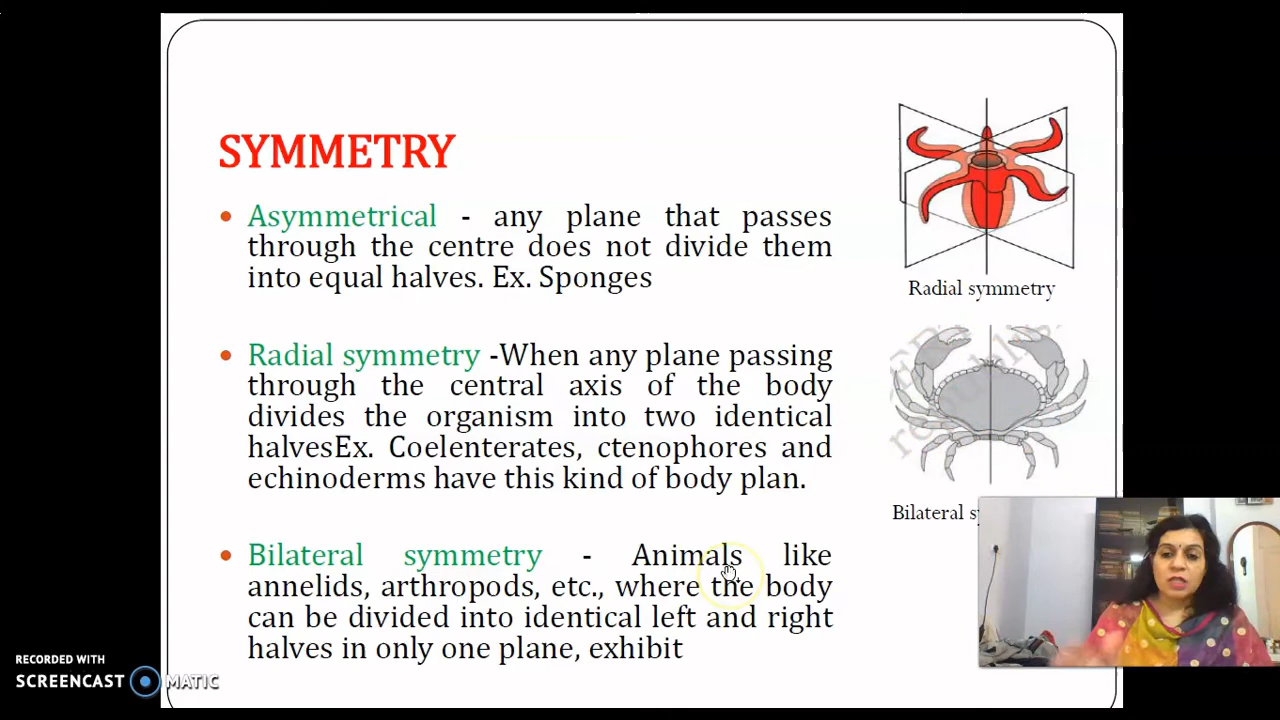 SYMMETRY
• Asymmetrical - any plane that passes
through the centre does not divide them
into equal halves. Ex. Sponges
• Radial symmetry -When any plane passing
through the central axis of the body
divides the organism into two identical
halvesEx. Coelenterates, ctenophores and
echinoderms have this kind of body plan.
• Bilateral symmetry - Animals like
annelids, arthropods, etc., where the body
can be divided into identical left and right
halves in only one plane, exhibit
Radial symmetry
Bilateral
RECORDED WITH
SCREENCAST MATIC